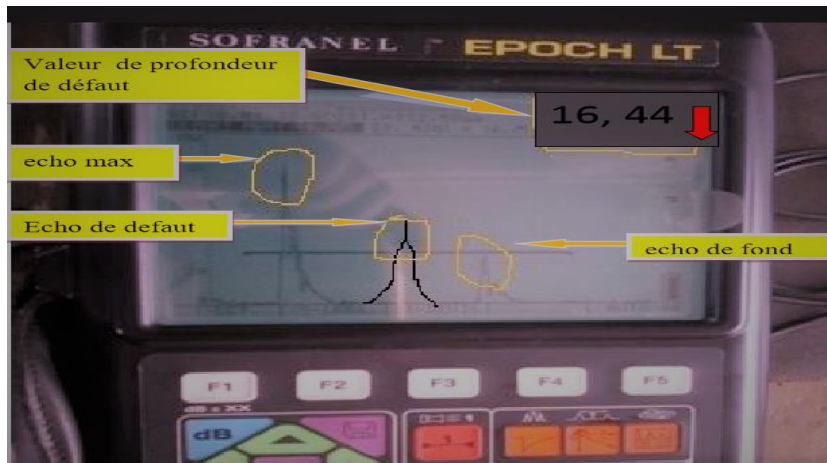 SOFRANEL EPOCH LT
Valeur de profondeur
de défaut
16, 44
echo max
Echo de defaut
echo de fond
F1 F2 F3 F4 F5
dB
1